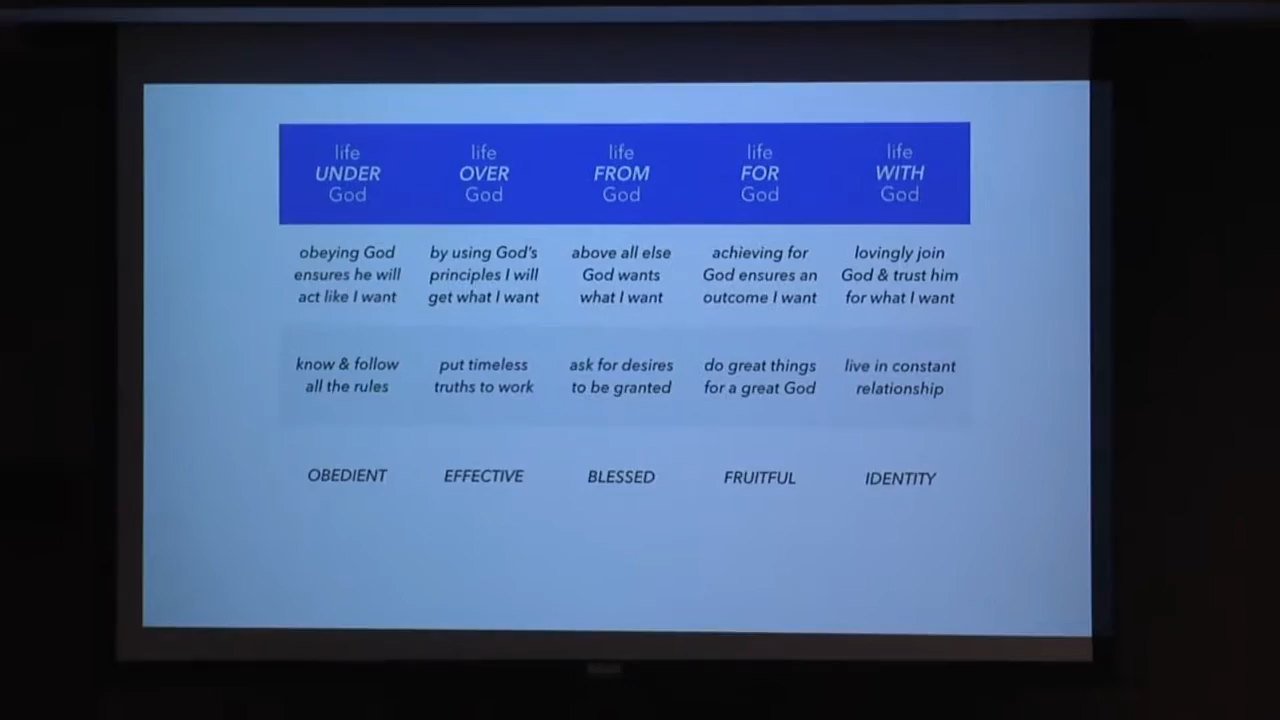 life
UNDER
God
life
OVER
God
life
FROM
God
life
FOR
God
life
WITH
God
obeying God
ensures he will
act like I want
by using God's
principles I will
get what I want
above all else
God wants
what I want
achieving for
God ensures an
outcome I want
lovingly join
God & trust him
for what I want
know & follow
all the rules
put timeless
truths to work
ask for desires
to be granted
do great things
for a great God
live in constant
relationship
OBEDIENT
EFFECTIVE
BLESSED
FRUITFUL
IDENTITY